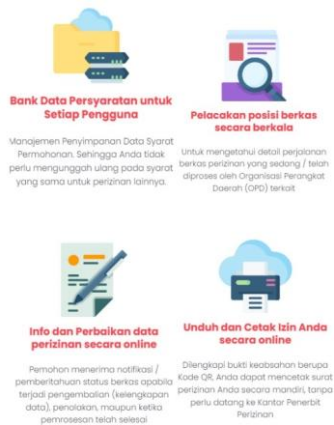 Bank Data Persyaratan untuk
Setiap Pengguna
Manajemen Penyimpanan Data Syarat
Permohonan. Sehingga Anda tidak
perlu mengunggah ulang pada syarat
yang sama untuk perizinan lainnya.
Pelacakan posisi berkas
secara berkala
Untuk mengetahui detail perjalanan
berkas perizinan yang sedang / telah
diproses oleh Organisasi Perangkat
Daerah (OPD) terkait
Info dan Perbaikan data
perizinan secara online
Pemohon menerima notifikasi /
pemberitahuan status berkas apabila
terjadi pengembalian (kelengkapan
data), penolakan, maupun ketika
pemrosesan telah selesai
Unduh dan Cetak Izin Anda
secara online
Dilengkapi bukti keabsahan berupa
Kode QR, Anda dapat mencetak surat
perizinan Anda secara mandiri, tanpa
perlu datang ke Kantor Penerbit
Perizinan